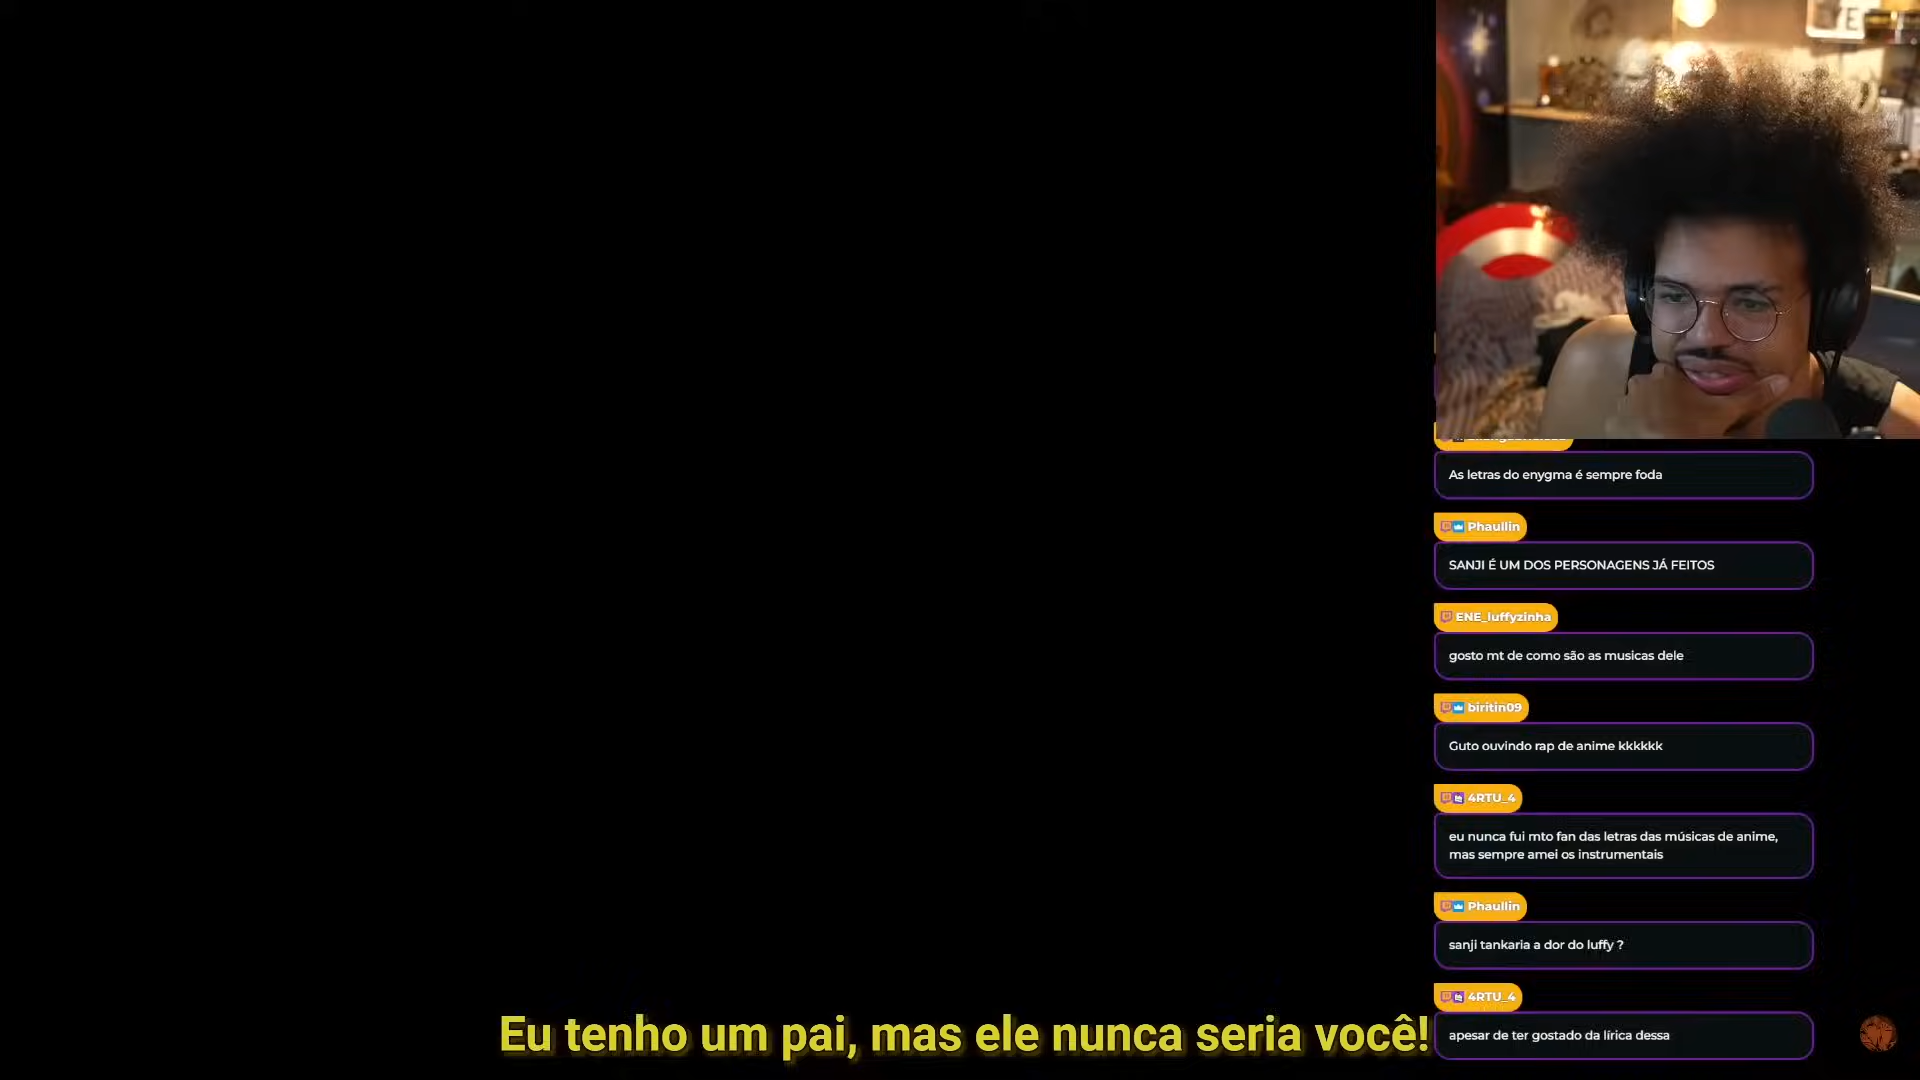 YE
As letras do enygma é sempre foda
Phaullin
SANJI É UM DOS PERSONAGENS JÁ FEITOS
ENE_luffyzinha
gosto mt de como são as musicas dele
biritin09
Guto ouvindo rap de anime kkkkkk
4RTU_4
eu nunca fui mto fan das letras das músicas de anime,
mas sempre amei os instrumentais
Phaullin
sanji tankaria a dor do luffy ?
4RTU_4
apesar de ter gostado da lírica dessa
Eu tenho um pai, mas ele nunca seria você!